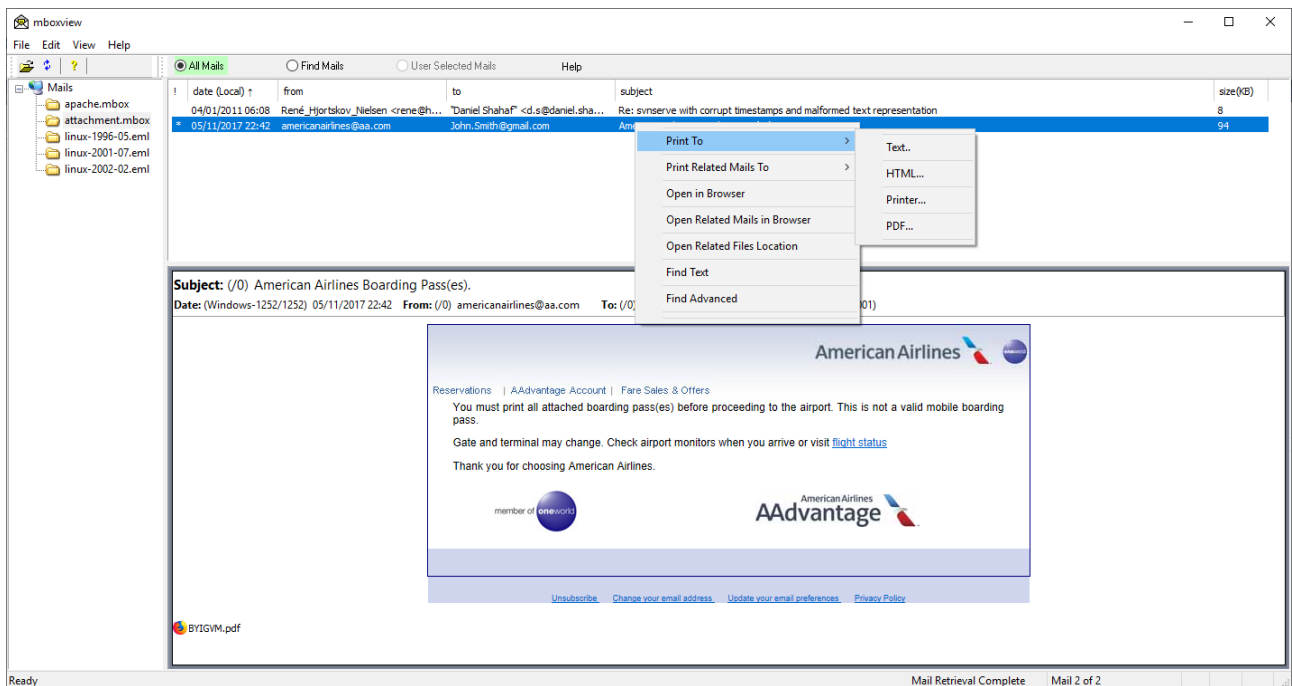 mboxview
File Edit View Help
All Mails Find Mails User Selected Mails Help
Mails
apache.mbox
attachment.mbox
linux-1996-05.eml
linux-2001-07.eml
linux-2002-02.eml
! date (Local) ↑ from to subject size(KB)
04/01/2011 06:08 René_Hjortskov_Nielsen <rene@h... "Daniel Shahaf" <d.s@daniel.sha... Re: svnserve with corrupt timestamps and malformed text representation 8
* 05/11/2017 22:42 americanairlines@aa.com John.Smith@gmail.com 94
Print To >
Print Related Mails To >
Open in Browser
Open Related Mails in Browser
Open Related Files Location
Find Text
Find Advanced
Text..
HTML...
Printer...
PDF...
Subject: (/0) American Airlines Boarding Pass(es).
Date: (Windows-1252/1252) 05/11/2017 22:42 From: (/0) americanairlines@aa.com To: (/0) 001)
American Airlines
Reservations | AAdvantage Account | Fare Sales & Offers
You must print all attached boarding pass(es) before proceeding to the airport. This is not a valid mobile boarding
pass.
Gate and terminal may change. Check airport monitors when you arrive or visit flight status
Thank you for choosing American Airlines.
member of oneworld
American Airlines
AAdvantage
Unsubscribe Change your email address Update your email preferences Privacy Policy
BYIGVM.pdf
Ready Mail Retrieval Complete Mail 2 of 2